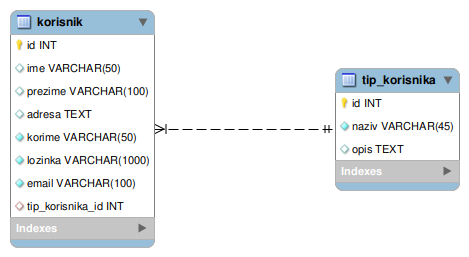 korisnik
id INT
ime VARCHAR(50)
prezime VARCHAR(100)
adresa TEXT
korime VARCHAR(50)
lozinka VARCHAR(1000)
email VARCHAR(100)
tip_korisnika_id INT
Indexes
tip_korisnika
id INT
naziv VARCHAR(45)
opis TEXT
Indexes